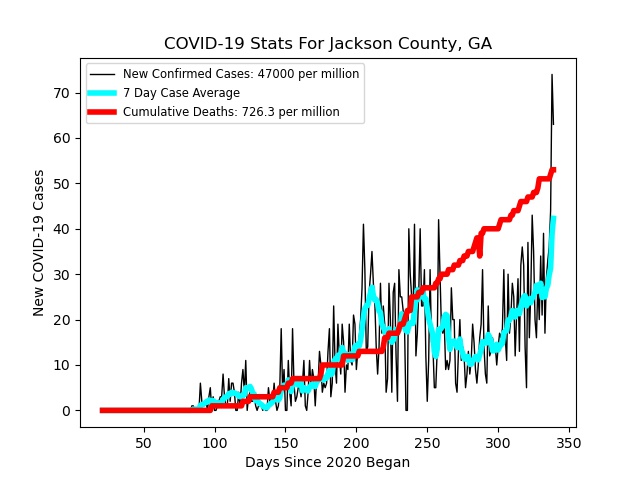 COVID-19 Stats For Jackson County, GA
New Confirmed Cases: 47000 per million
7 Day Case Average
Cumulative Deaths: 726.3 per million
New COVID-19 Cases
70
60
50
40
30
20
10
0
50
100
150
200
250
300
350
Days Since 2020 Began